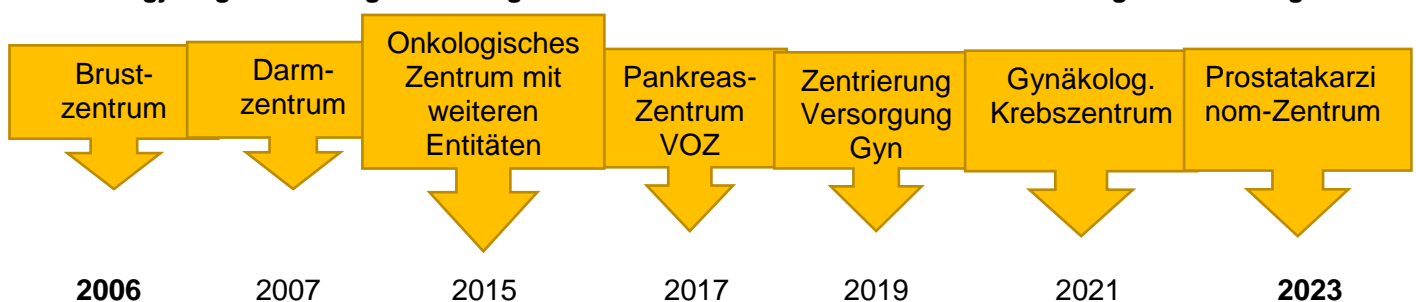 Brust-
zentrum
Darm-
zentrum
Onkologisches
Zentrum mit
weiteren
Entitäten
Pankreas-
Zentrum
VOZ
Zentrierung
Versorgung
Gyn
Gynäkolog.
Krebszentrum
Prostatakarzi
nom-Zentrum
2006 2007 2015 2017 2019 2021 2023